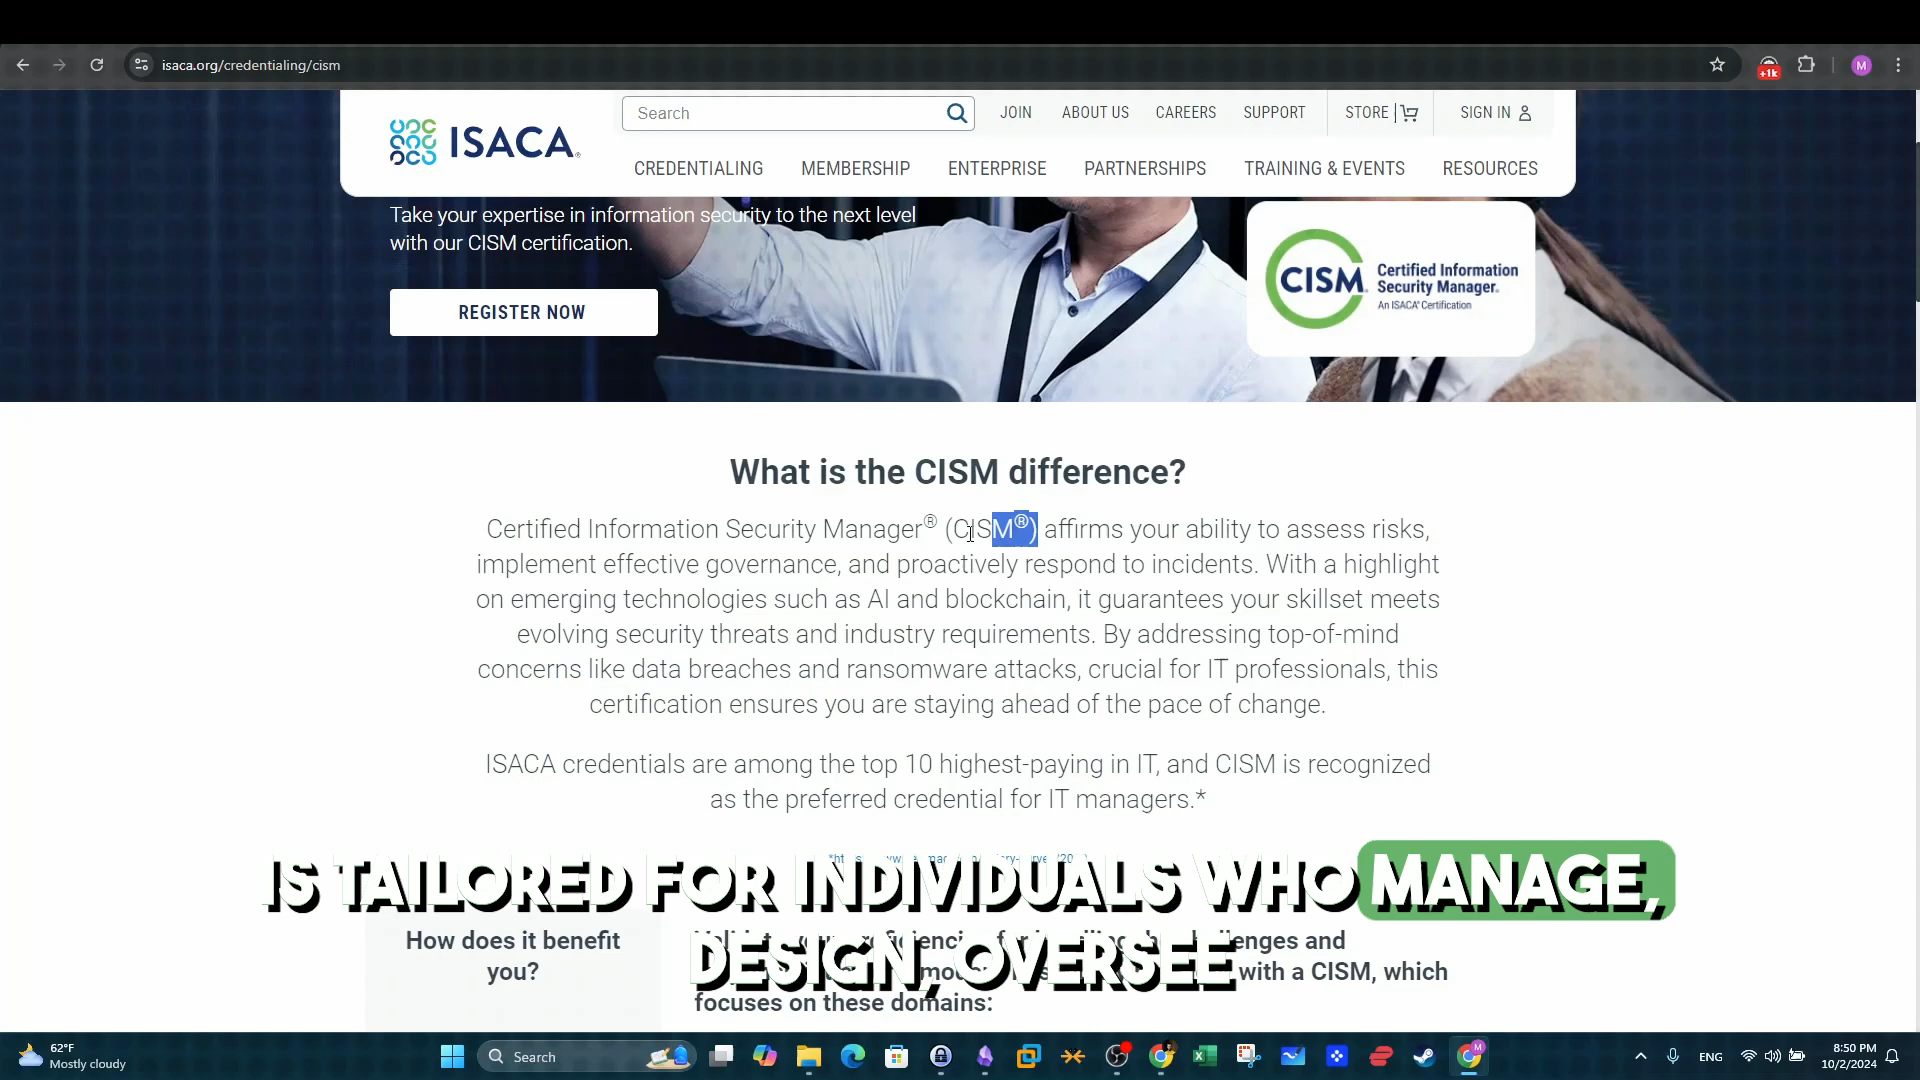 isaca.org/credentialing/cism
+1k
M
ISACA®
Search
JOIN
ABOUT US
CAREERS
SUPPORT
STORE
SIGN IN
CREDENTIALING
MEMBERSHIP
ENTERPRISE
PARTNERSHIPS
TRAINING & EVENTS
RESOURCES
Take your expertise in information security to the next level
with our CISM certification.
REGISTER NOW
CISM
Certified Information
Security Manager®
An ISACA® Certification
What is the CISM difference?
Certified Information Security Manager® (CISM®) affirms your ability to assess risks,
implement effective governance, and proactively respond to incidents. With a highlight
on emerging technologies such as AI and blockchain, it guarantees your skillset meets
evolving security threats and industry requirements. By addressing top-of-mind
concerns like data breaches and ransomware attacks, crucial for IT professionals, this
certification ensures you are staying ahead of the pace of change.
ISACA credentials are among the top 10 highest-paying in IT, and CISM is recognized
as the preferred credential for IT managers.*
IS TAILORED FOR INDIVIDUALS WHO MANAGE,
DESIGN, OVERSEE
How does it benefit
you?
challenges and
with a CISM, which
focuses on these domains:
62°F
Mostly cloudy
Search
M
ENG
8:50 PM
10/2/2024